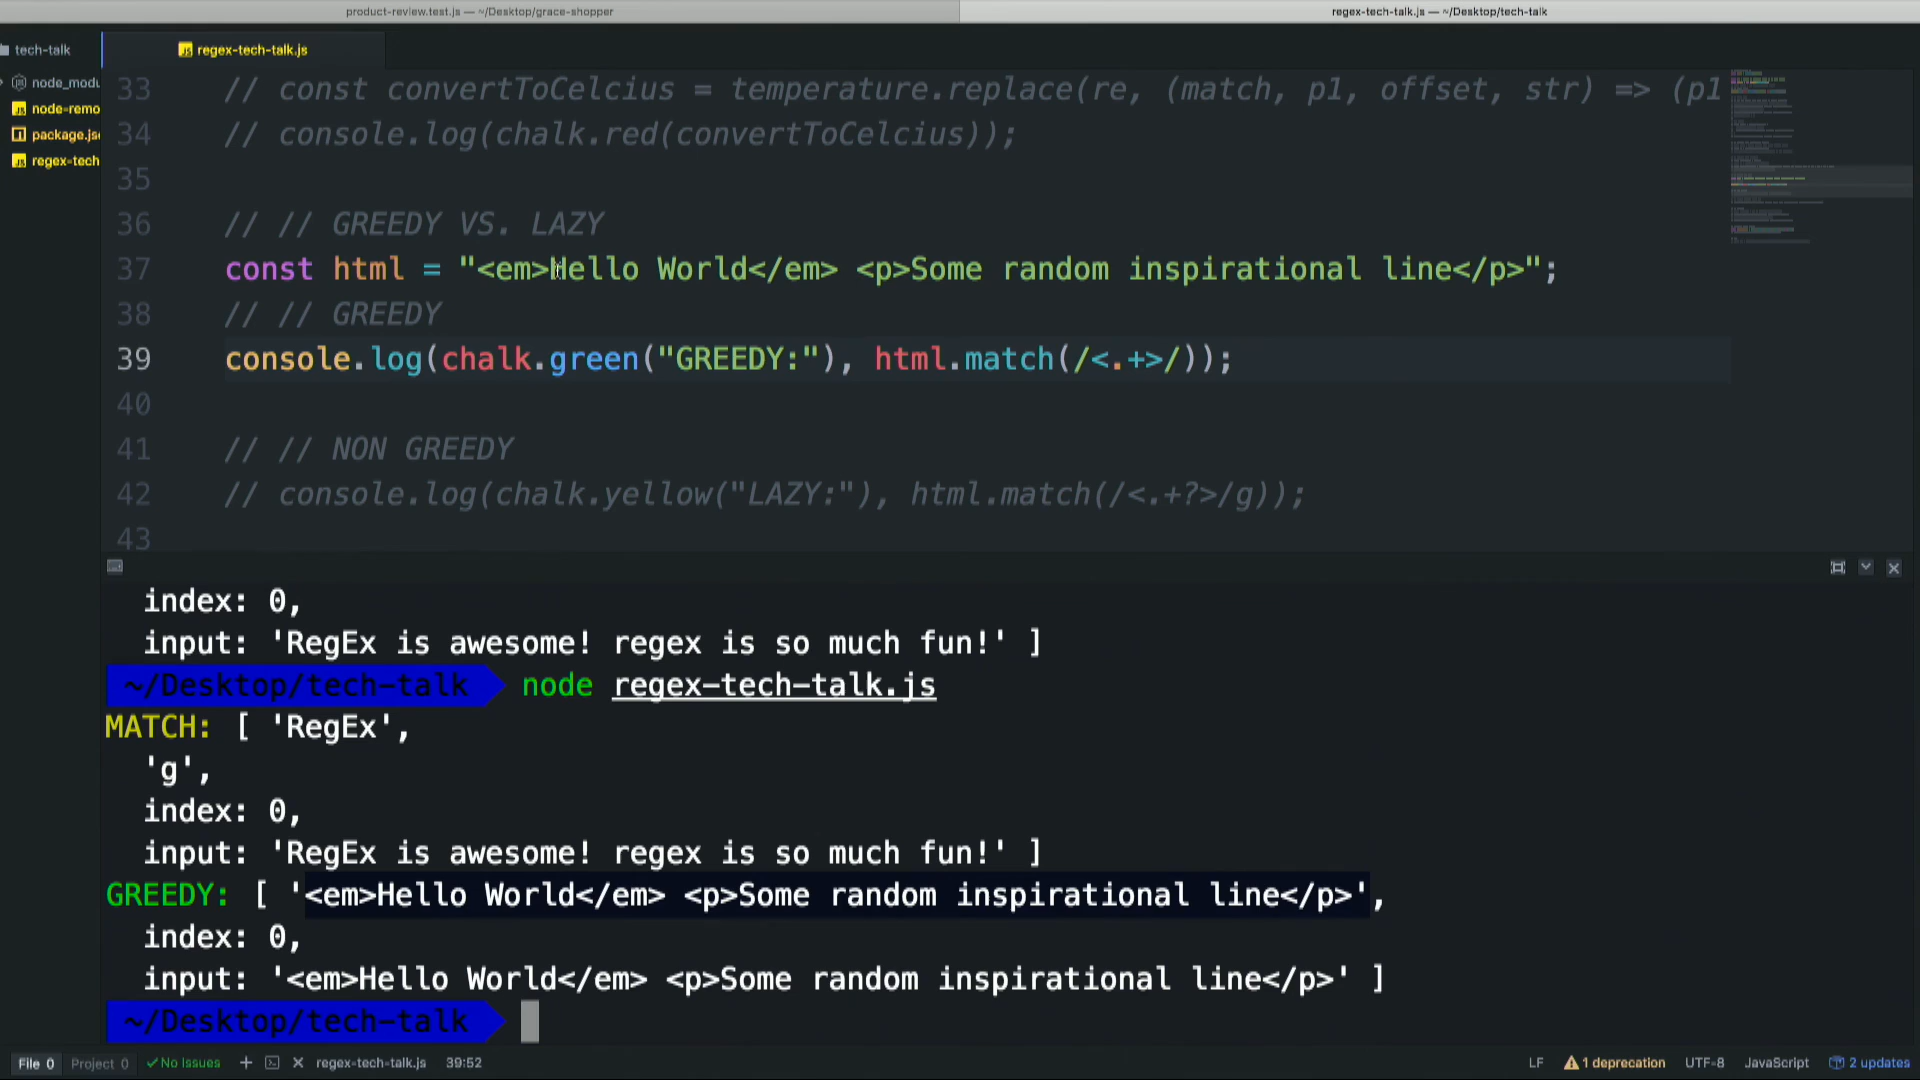 product-review.test.js — ~/Desktop/grace-shopper
regex-tech-talk.js — ~/Desktop/tech-talk
tech-talk
regex-tech-talk.js
node_modu
node-remo
package.js
regex-tech
33 // const convertToCelcius = temperature.replace(re, (match, p1, offset, str) => (p1
34 // console.log(chalk.red(convertToCelcius));
35
36 // // GREEDY VS. LAZY
37 const html = "<em>Hello World</em> <p>Some random inspirational line</p>";
38 // // GREEDY
39 console.log(chalk.green("GREEDY:"), html.match(/<.+>/));
40
41 // // NON GREEDY
42 // console.log(chalk.yellow("LAZY:"), html.match(/<.+?>/g));
43
index: 0,
input: 'RegEx is awesome! regex is so much fun!' ]
~/Desktop/tech-talk node regex-tech-talk.js
MATCH: [ 'RegEx',
'g',
index: 0,
input: 'RegEx is awesome! regex is so much fun!' ]
GREEDY: [ '<em>Hello World</em> <p>Some random inspirational line</p>',
index: 0,
input: '<em>Hello World</em> <p>Some random inspirational line</p>' ]
~/Desktop/tech-talk
File 0 Project 0 No Issues regex-tech-talk.js 39:52 LF 1 deprecation UTF-8 JavaScript 2 updates